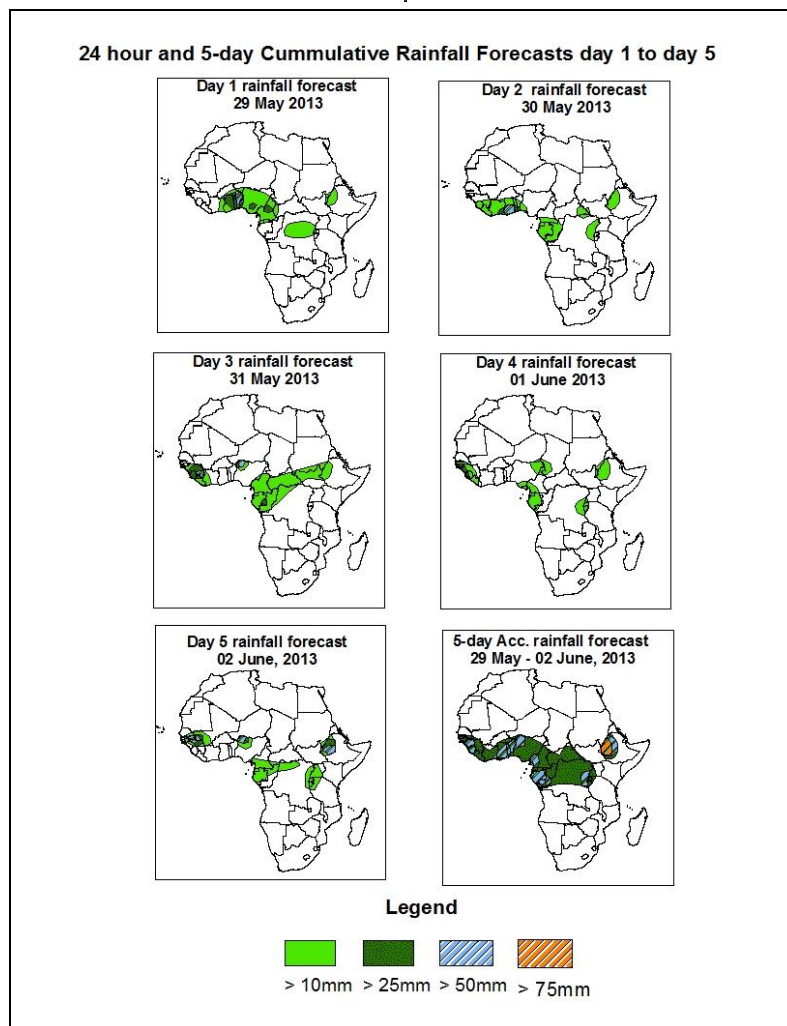 24 hour and 5-day Cummulative Rainfall Forecasts day 1 to day 5
Day 1 rainfall forecast
29 May 2013
Day 2 rainfall forecast
30 May 2013
Day 3 rainfall forecast
31 May 2013
Day 4 rainfall forecast
01 June 2013
Day 5 rainfall forecast
02 June, 2013
5-day Acc. rainfall forecast
29 May - 02 June, 2013
Legend
> 10mm > 25mm > 50mm > 75mm